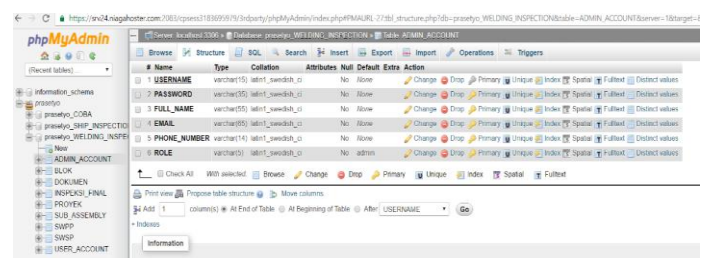 https://srv24.niagahoster.com:2083/cpsess3183695979/3rdparty/phpMyAdmin/index.php#PMAURL-27:tbl_structure.php?db=prasetyo_WELDING_INSPECTION&table=ADMIN_ACCOUNT&server=1&target=
phpMyAdmin
(Recent tables) ...
information_schema
prasetyo
prasetyo_COBA
prasetyo_SHIP_INSPECTIO
prasetyo_WELDING_INSPE
New
ADMIN_ACCOUNT
BLOK
DOKUMEN
INSPEKSI_FINAL
PROYEK
SUB_ASSEMBLY
SWPP
SWSP
USER_ACCOUNT
Server: localhost:3306 » Database: prasetyo_WELDING_INSPECTION » Table: ADMIN_ACCOUNT
Browse Structure SQL Search Insert Export Import Operations Triggers
# Name Type Collation Attributes Null Default Extra Action
1 USERNAME varchar(15) latin1_swedish_ci No None Change Drop Primary Unique Index Spatial Fulltext Distinct values
2 PASSWORD varchar(35) latin1_swedish_ci No None Change Drop Primary Unique Index Spatial Fulltext Distinct values
3 FULL_NAME varchar(55) latin1_swedish_ci No None Change Drop Primary Unique Index Spatial Fulltext Distinct values
4 EMAIL varchar(65) latin1_swedish_ci No None Change Drop Primary Unique Index Spatial Fulltext Distinct values
5 PHONE_NUMBER varchar(14) latin1_swedish_ci No None Change Drop Primary Unique Index Spatial Fulltext Distinct values
6 ROLE varchar(5) latin1_swedish_ci No admin Change Drop Primary Unique Index Spatial Fulltext Distinct values
Check All With selected: Browse Change Drop Primary Unique Index Fulltext
Print view Propose table structure Move columns
Add 1 column(s) At End of Table At Beginning of Table After USERNAME Go
+ Indexes
Information